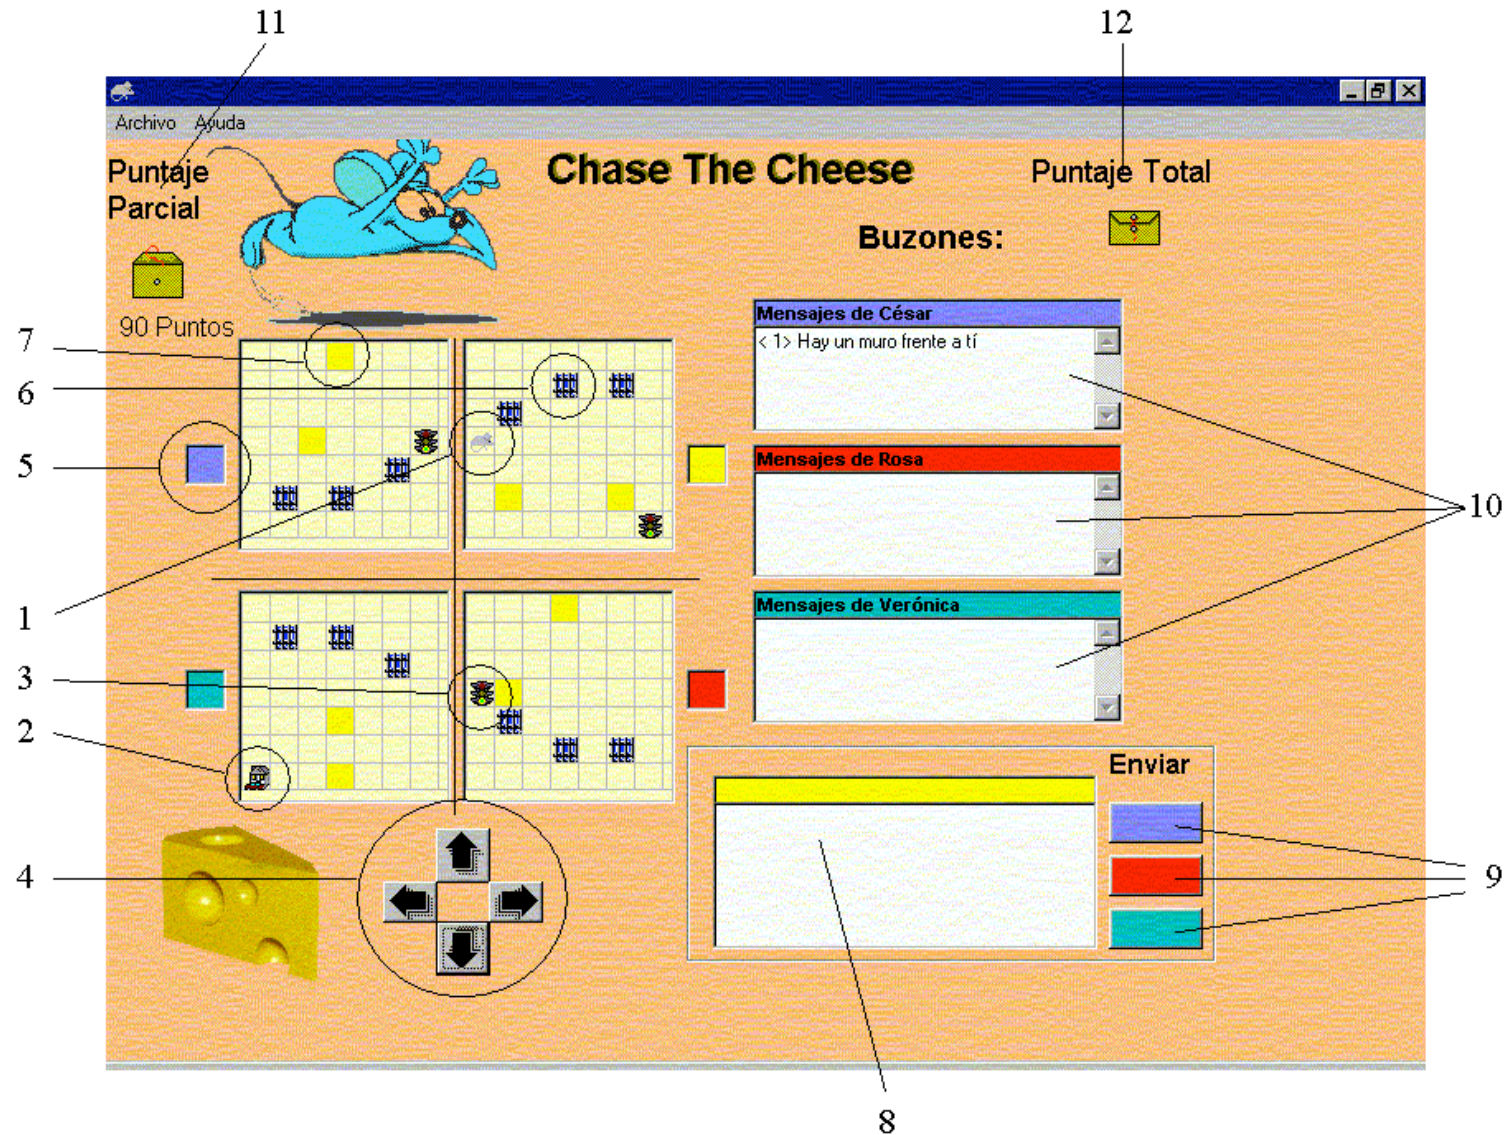 11
12
Archivo Ayuda
Puntaje
Parcial
Chase The Cheese
Puntaje Total
Buzones:
90 Puntos
7
Mensajes de César
< 1> Hay un muro frente a tí
6
5
Mensajes de Rosa
10
1
Mensajes de Verónica
3
2
Enviar
4
9
8